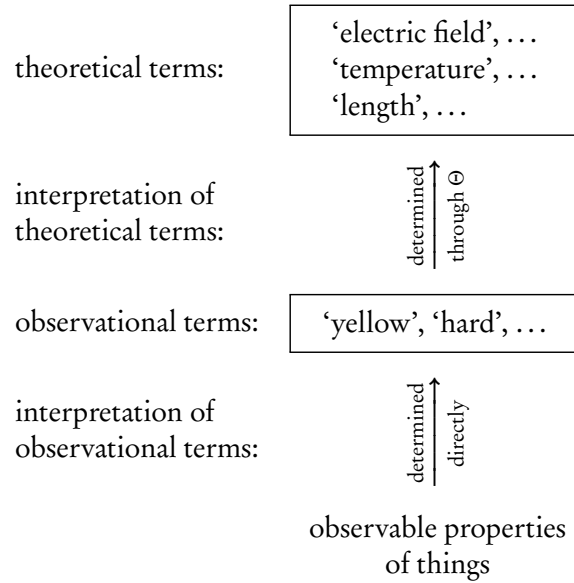 theoretical terms:
‘electric field’, …
‘temperature’, …
‘length’, …
interpretation of
theoretical terms:
determined
through Θ
observational terms:
‘yellow’, ‘hard’, …
interpretation of
observational terms:
determined
directly
observable properties
of things